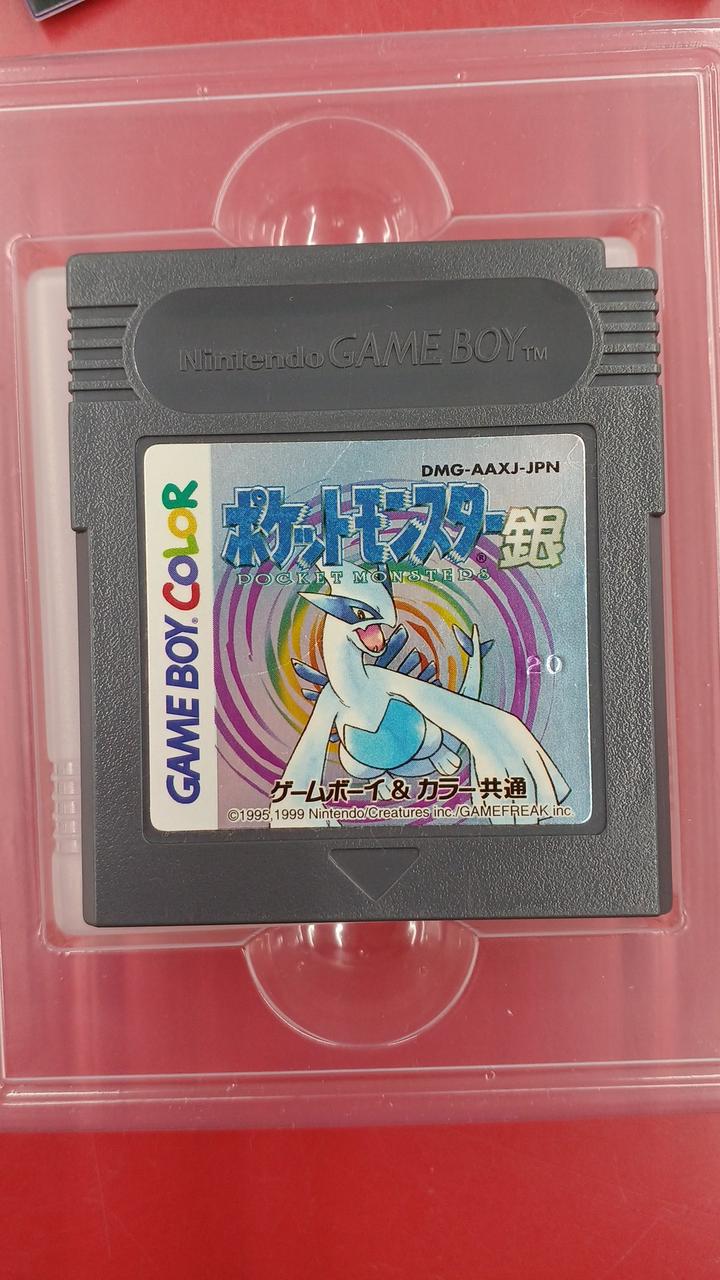 Nintendo GAME BOY™
DMG-AAXJ-JPN
GAME BOY® COLOR
ポケットモンスター®銀
POCKET MONSTERS
20
ゲームボーイ & カラー共通
©1995,1999 Nintendo/Creatures inc./GAMEFREAK inc.